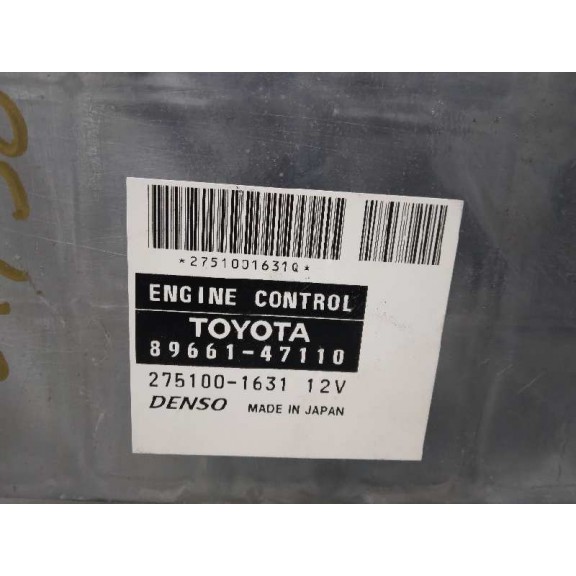 *2751001631Q*
ENGINE CONTROL
TOYOTA
89661-47110
275100-1631 12V
DENSO MADE IN JAPAN